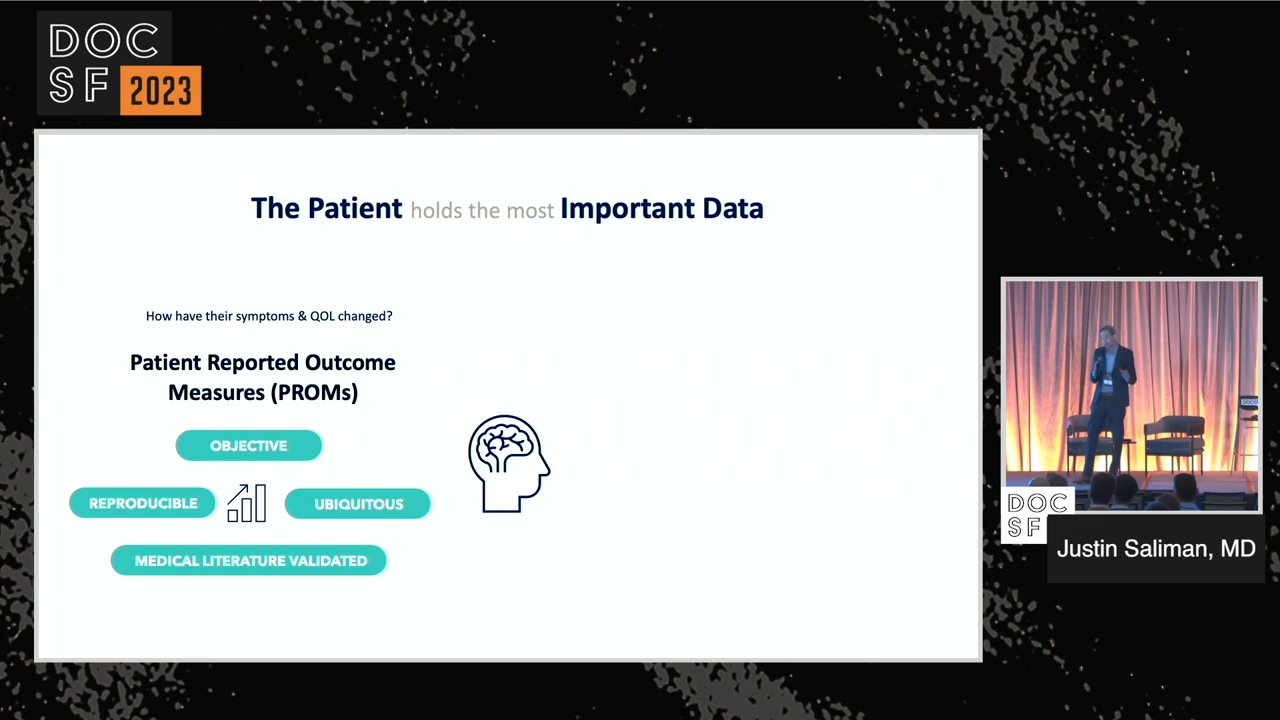 DOC
SF 2023
The Patient holds the most Important Data
How have their symptoms & QOL changed?
Patient Reported Outcome
Measures (PROMs)
OBJECTIVE
REPRODUCIBLE
UBIQUITOUS
MEDICAL LITERATURE VALIDATED
DOC
SF
Justin Saliman, MD